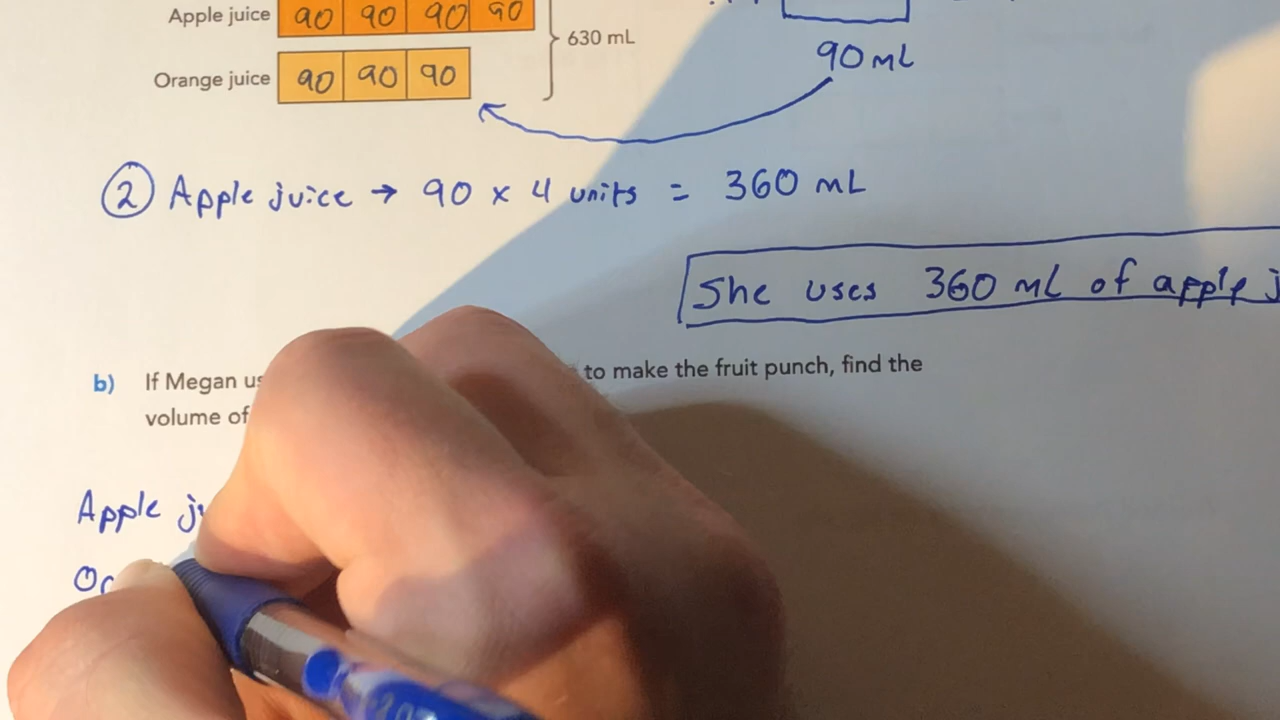 Apple juice 90 90 90 90
630 mL
90 mL
Orange juice 90 90 90
2 Apple juice → 90 x 4 units = 360 mL
She uses 360 mL of apple j
b) If Megan us to make the fruit punch, find the
volume of
Apple ju
Or